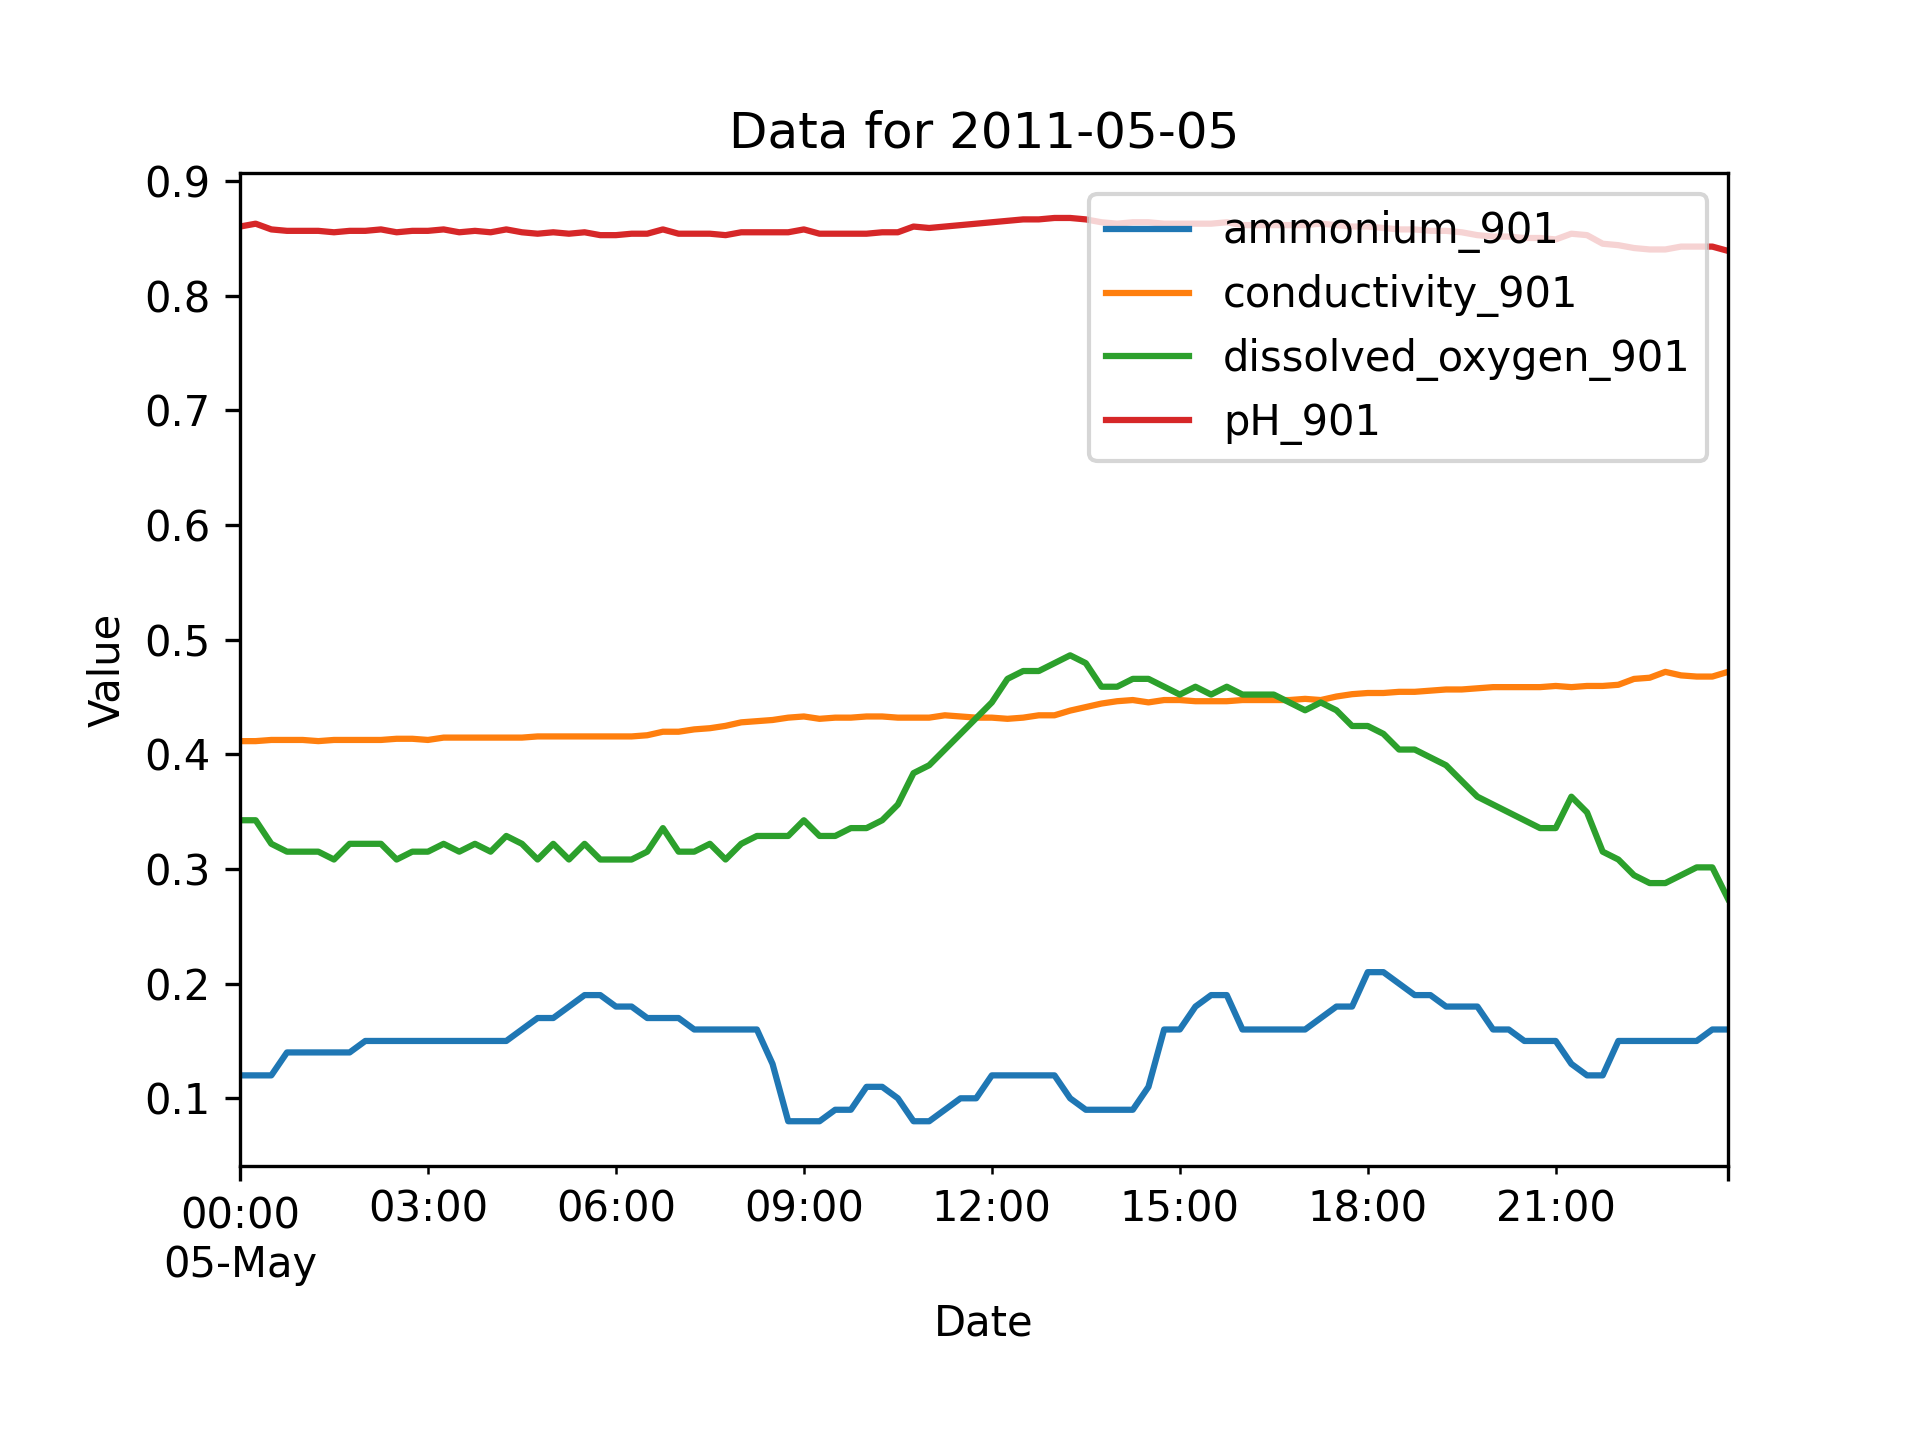 Data for 2011-05-05
0.9
0.8
0.7
0.6
0.5
0.4
0.3
0.2
0.1
Value
ammonium_901
conductivity_901
dissolved_oxygen_901
pH_901
00:00 03:00 06:00 09:00 12:00 15:00 18:00 21:00
05-May
Date